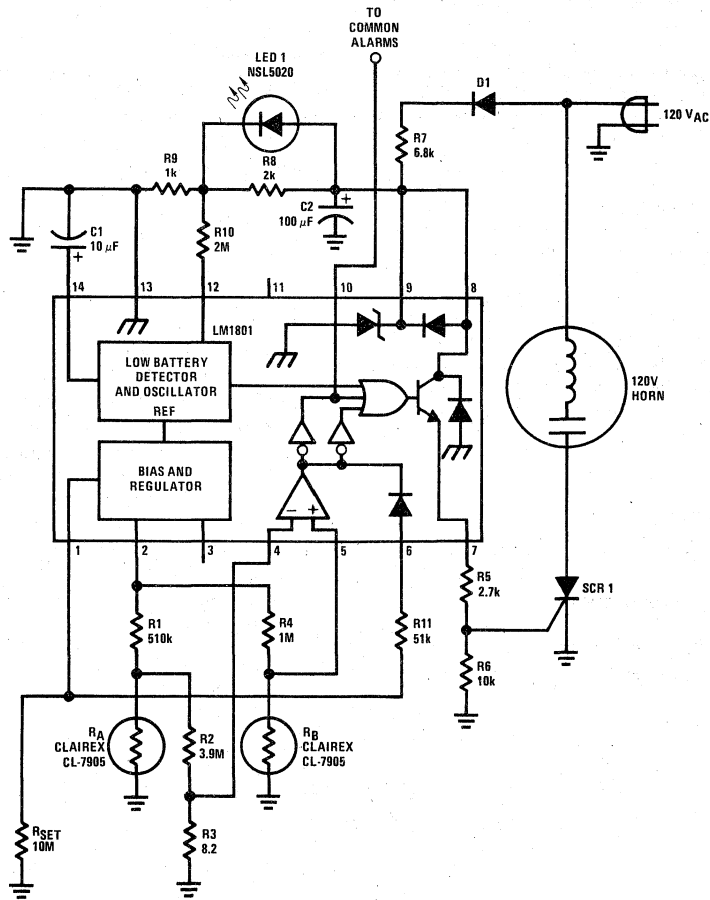 TO
COMMON
ALARMS
LED 1
NSL5020
D1
120 VAC
R7
6.8k
R9
1k
R8
2k
C2
100 μF
+
C1
10 μF
+
R10
2M
14
13
12
11
10
9
8
LM1801
LOW BATTERY
DETECTOR
AND OSCILLATOR
REF
BIAS AND
REGULATOR
120V
HORN
−
+
1
2
3
4
5
6
7
R5
2.7k
SCR 1
R1
510k
R4
1M
R11
51k
R6
10k
RA
CLAIREX
CL-7905
R2
3.9M
RB
CLAIREX
CL-7905
RSET
10M
R3
8.2